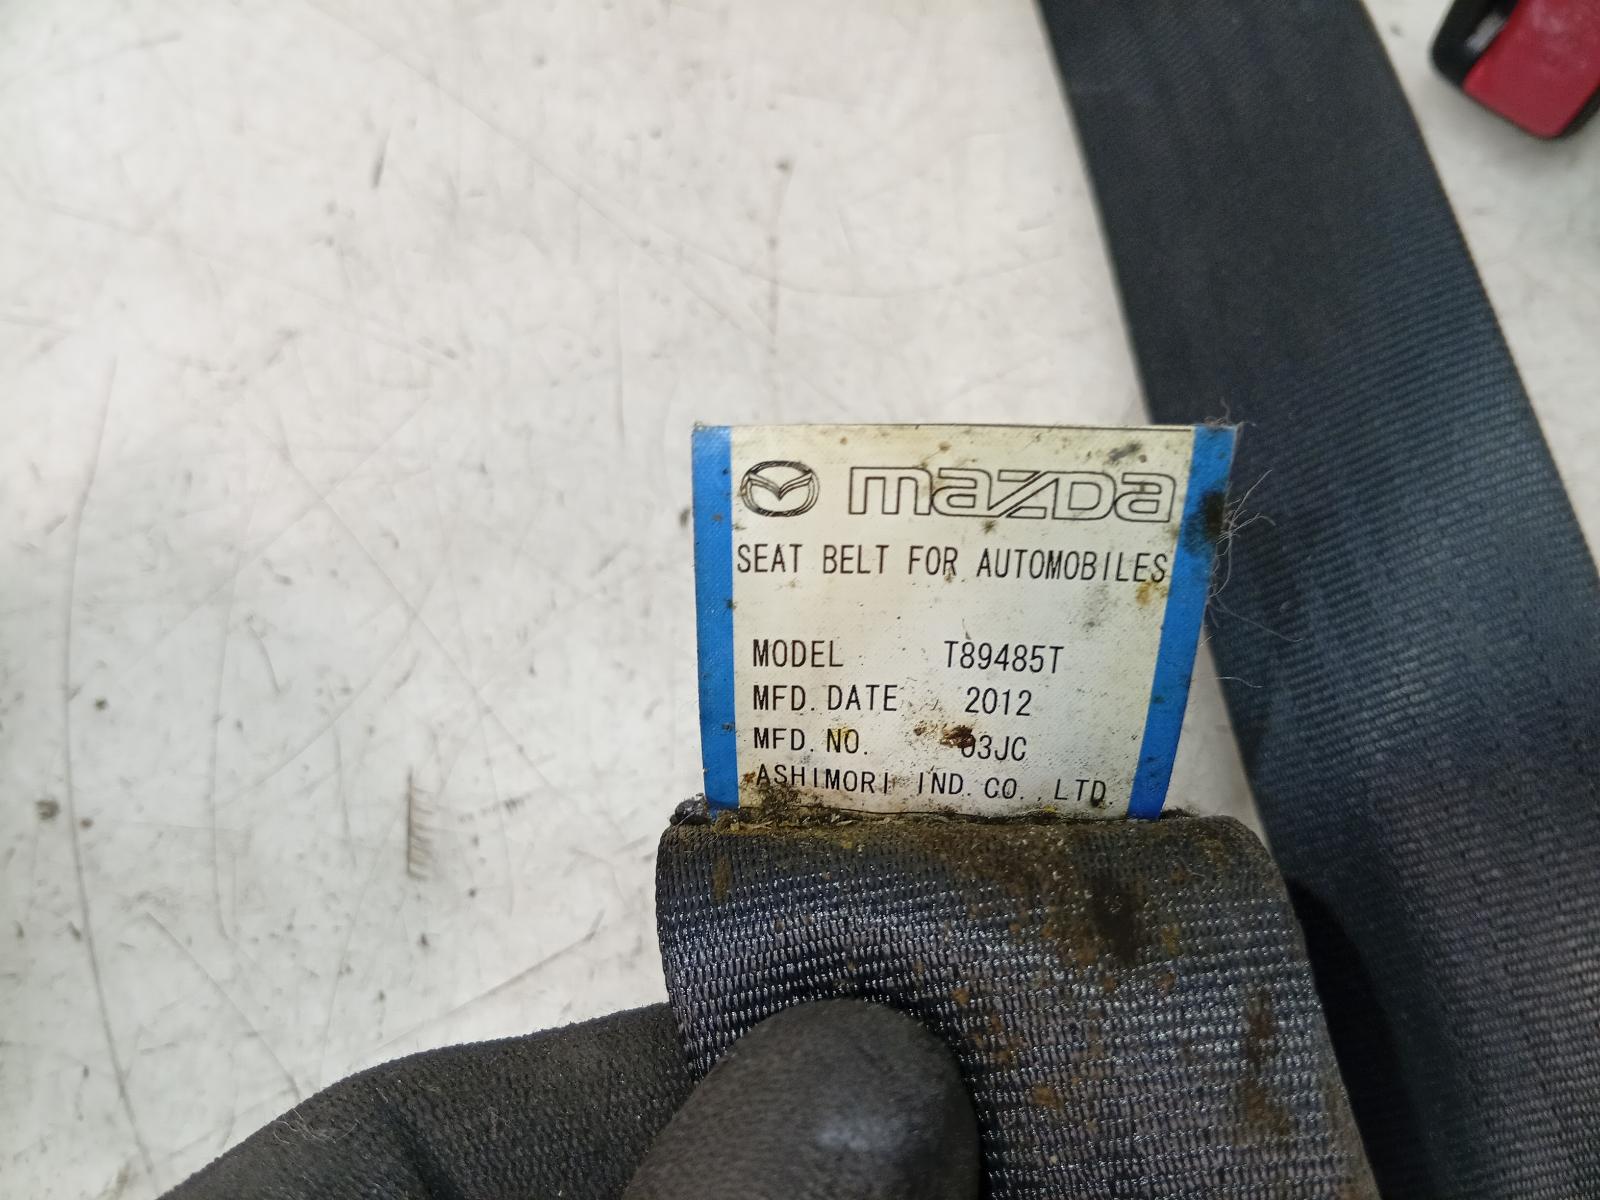 mazda
SEAT BELT FOR AUTOMOBILES
MODEL T89485T
MFD. DATE 2012
MFD. NO. 03JC
ASHIMORI IND. CO., LTD